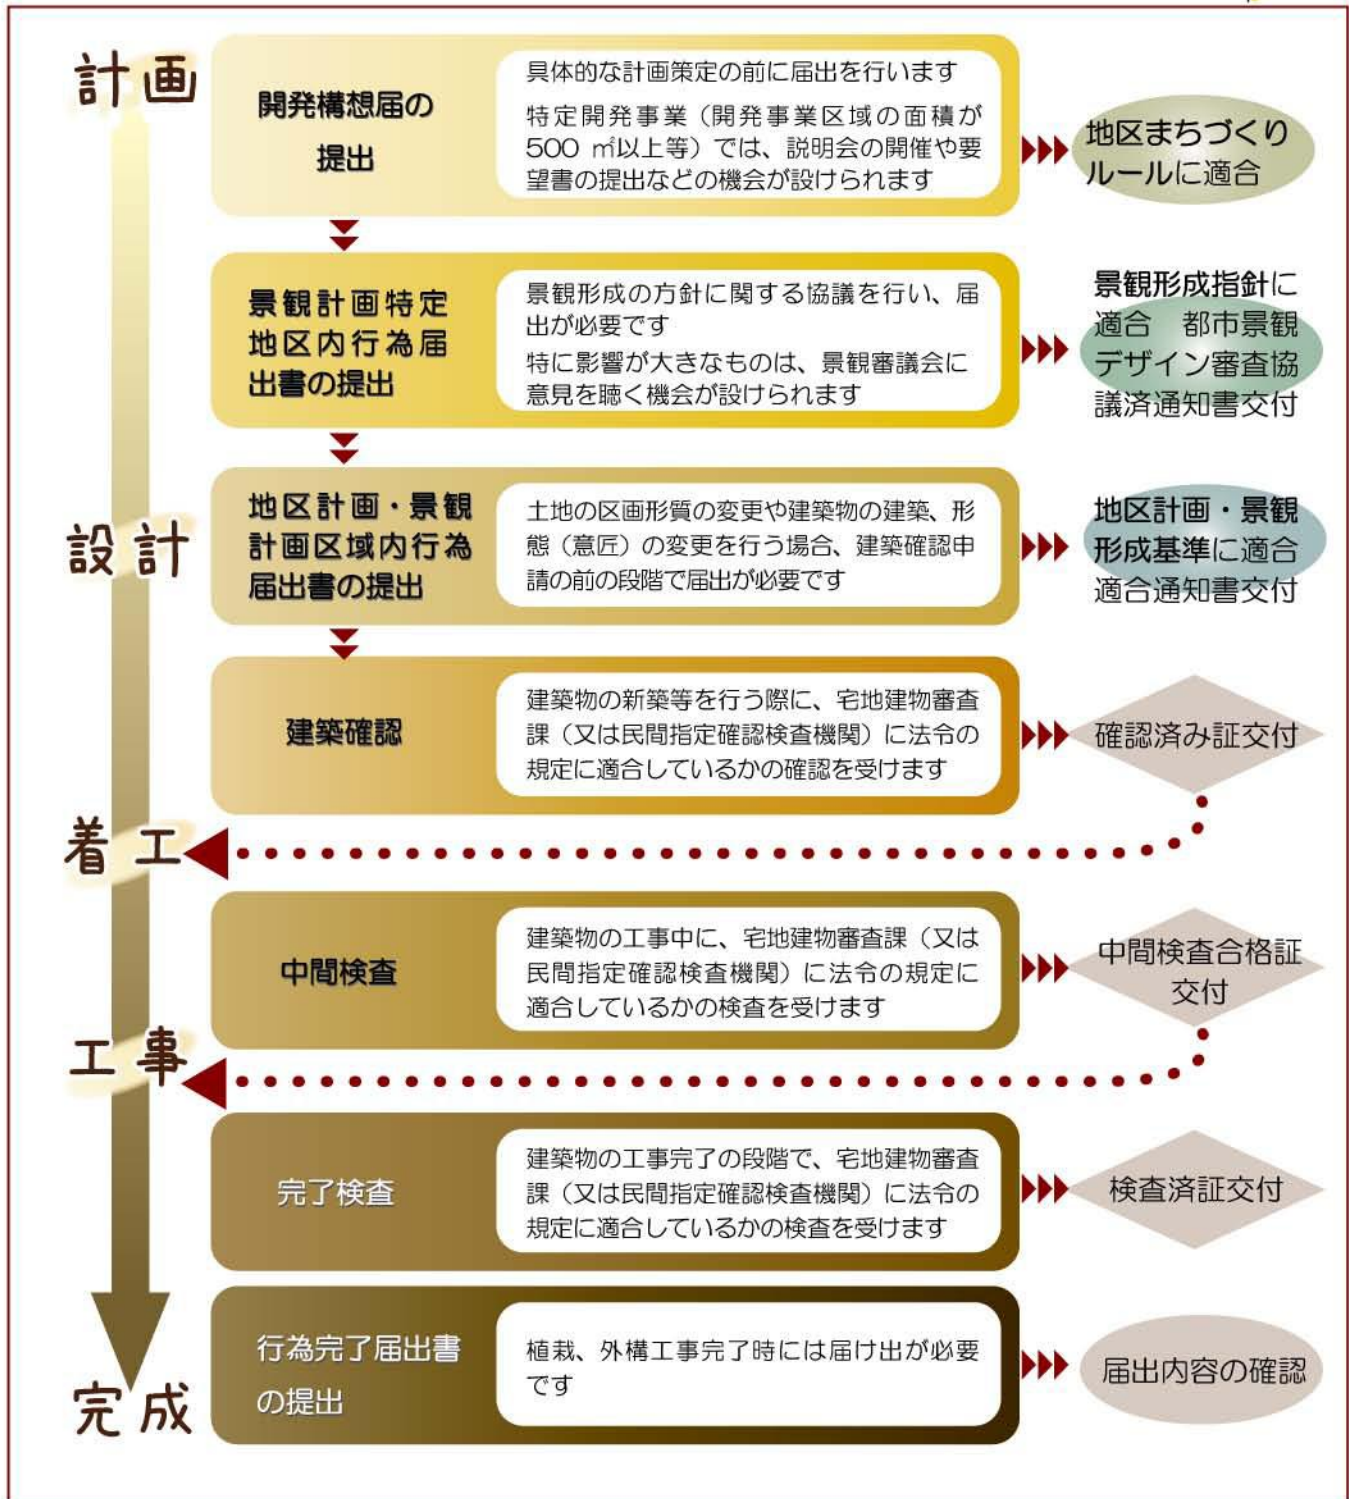 計画
開発構想届の
提出
具体的な計画策定の前に届出を行います
特定開発事業（開発事業区域の面積が
500 ㎡以上等）では、説明会の開催や要
望書の提出などの機会が設けられます
地区まちづくり
ルールに適合
景観計画特定
地区内行為届
出書の提出
景観形成の方針に関する協議を行い、届
出が必要です
特に影響が大きなものは、景観審議会に
意見を聴く機会が設けられます
景観形成指針に
適合　都市景観
デザイン審査協
議済通知書交付
設計
地区計画・景観
計画区域内行為
届出書の提出
土地の区画形質の変更や建築物の建築、形
態（意匠）の変更を行う場合、建築確認申
請の前の段階で届出が必要です
地区計画・景観
形成基準に適合
適合通知書交付
建築確認
建築物の新築等を行う際に、宅地建物審査
課（又は民間指定確認検査機関）に法令の
規定に適合しているかの確認を受けます
確認済み証交付
着工
中間検査
建築物の工事中に、宅地建物審査課（又は
民間指定確認検査機関）に法令の規定に
適合しているかの検査を受けます
中間検査合格証
交付
工事
完了検査
建築物の工事完了の段階で、宅地建物審査
課（又は民間指定確認検査機関）に法令の
規定に適合しているかの検査を受けます
検査済証交付
行為完了届出書
の提出
植栽、外構工事完了時には届け出が必要
です
届出内容の確認
完成